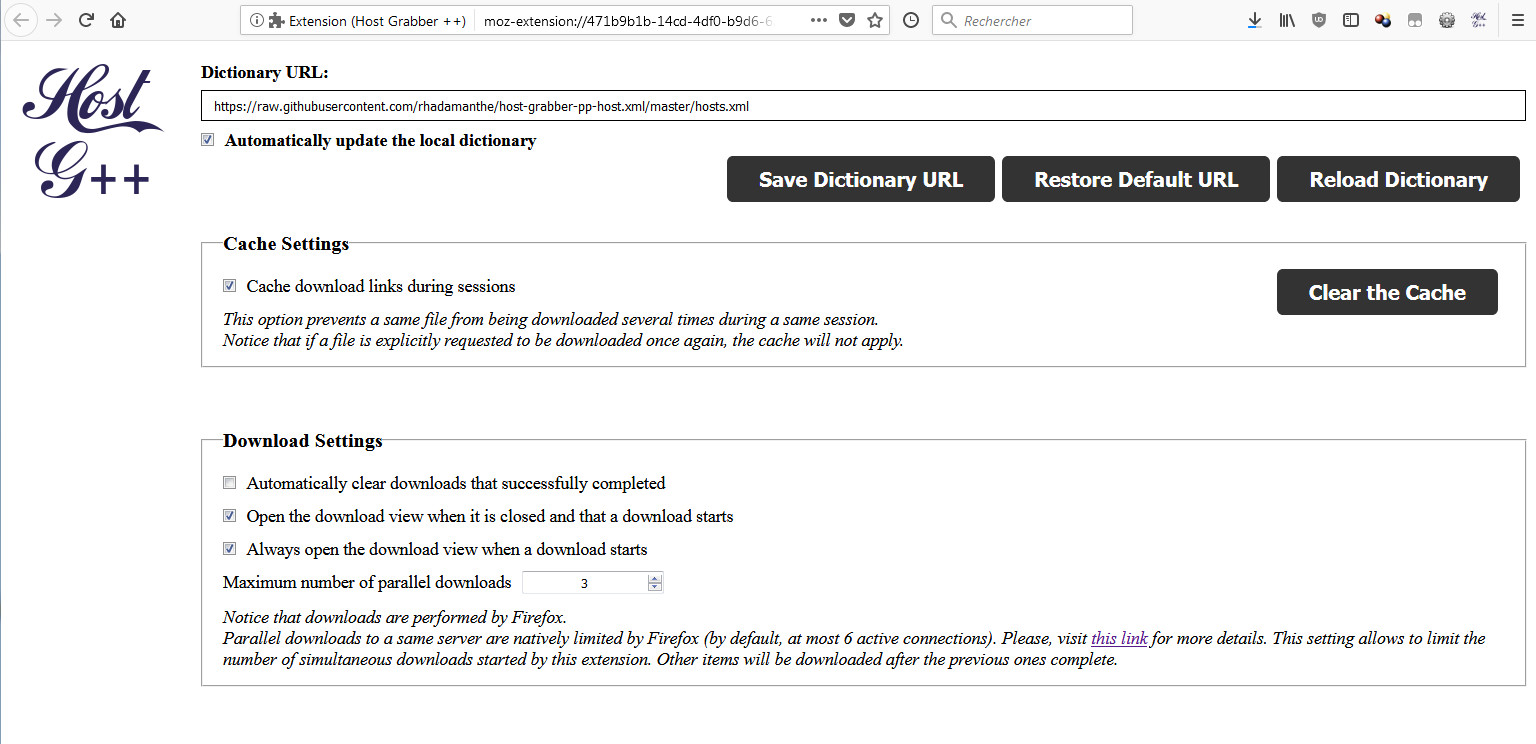 Extension (Host Grabber ++) moz-extension://471b9b1b-14cd-4df0-b9d6-6 Rechercher
Host
G++
Dictionary URL:
https://raw.githubusercontent.com/rhadamanthe/host-grabber-pp-host.xml/master/hosts.xml
Automatically update the local dictionary
Save Dictionary URL Restore Default URL Reload Dictionary
Cache Settings
Cache download links during sessions
Clear the Cache
This option prevents a same file from being downloaded several times during a same session.
Notice that if a file is explicitly requested to be downloaded once again, the cache will not apply.
Download Settings
Automatically clear downloads that successfully completed
Open the download view when it is closed and that a download starts
Always open the download view when a download starts
Maximum number of parallel downloads 3
Notice that downloads are performed by Firefox.
Parallel downloads to a same server are natively limited by Firefox (by default, at most 6 active connections). Please, visit this link for more details. This setting allows to limit the
number of simultaneous downloads started by this extension. Other items will be downloaded after the previous ones complete.